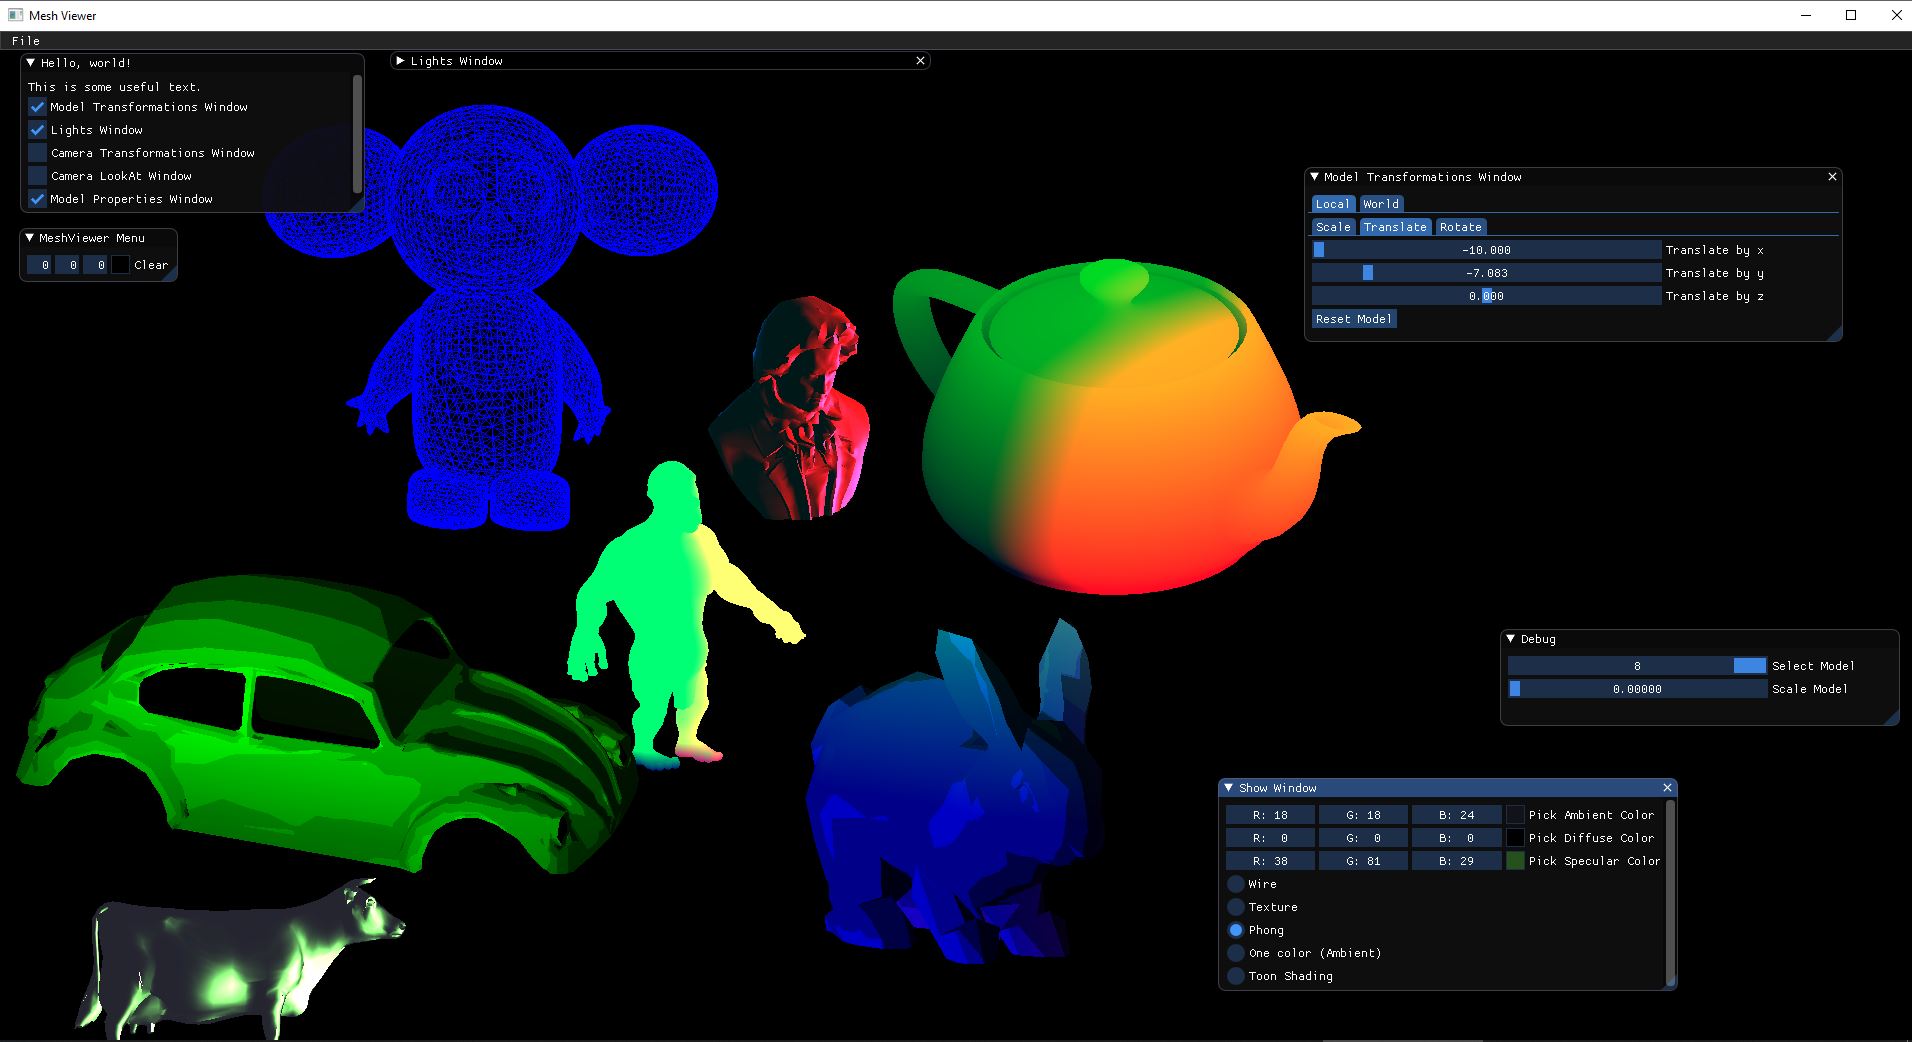 Mesh Viewer
File
Hello, world!
This is some useful text.
Model Transformations Window
Lights Window
Camera Transformations Window
Camera LookAt Window
Model Properties Window
MeshViewer Menu
0 0 0 Clear
Lights Window
Model Transformations Window
Local World
Scale Translate Rotate
-10.000 Translate by x
-7.083 Translate by y
0.000 Translate by z
Reset Model
Debug
8 Select Model
0.00000 Scale Model
Show Window
R: 18 G: 18 B: 24 Pick Ambient Color
R: 0 G: 0 B: 0 Pick Diffuse Color
R: 38 G: 81 B: 29 Pick Specular Color
Wire
Texture
Phong
One color (Ambient)
Toon Shading